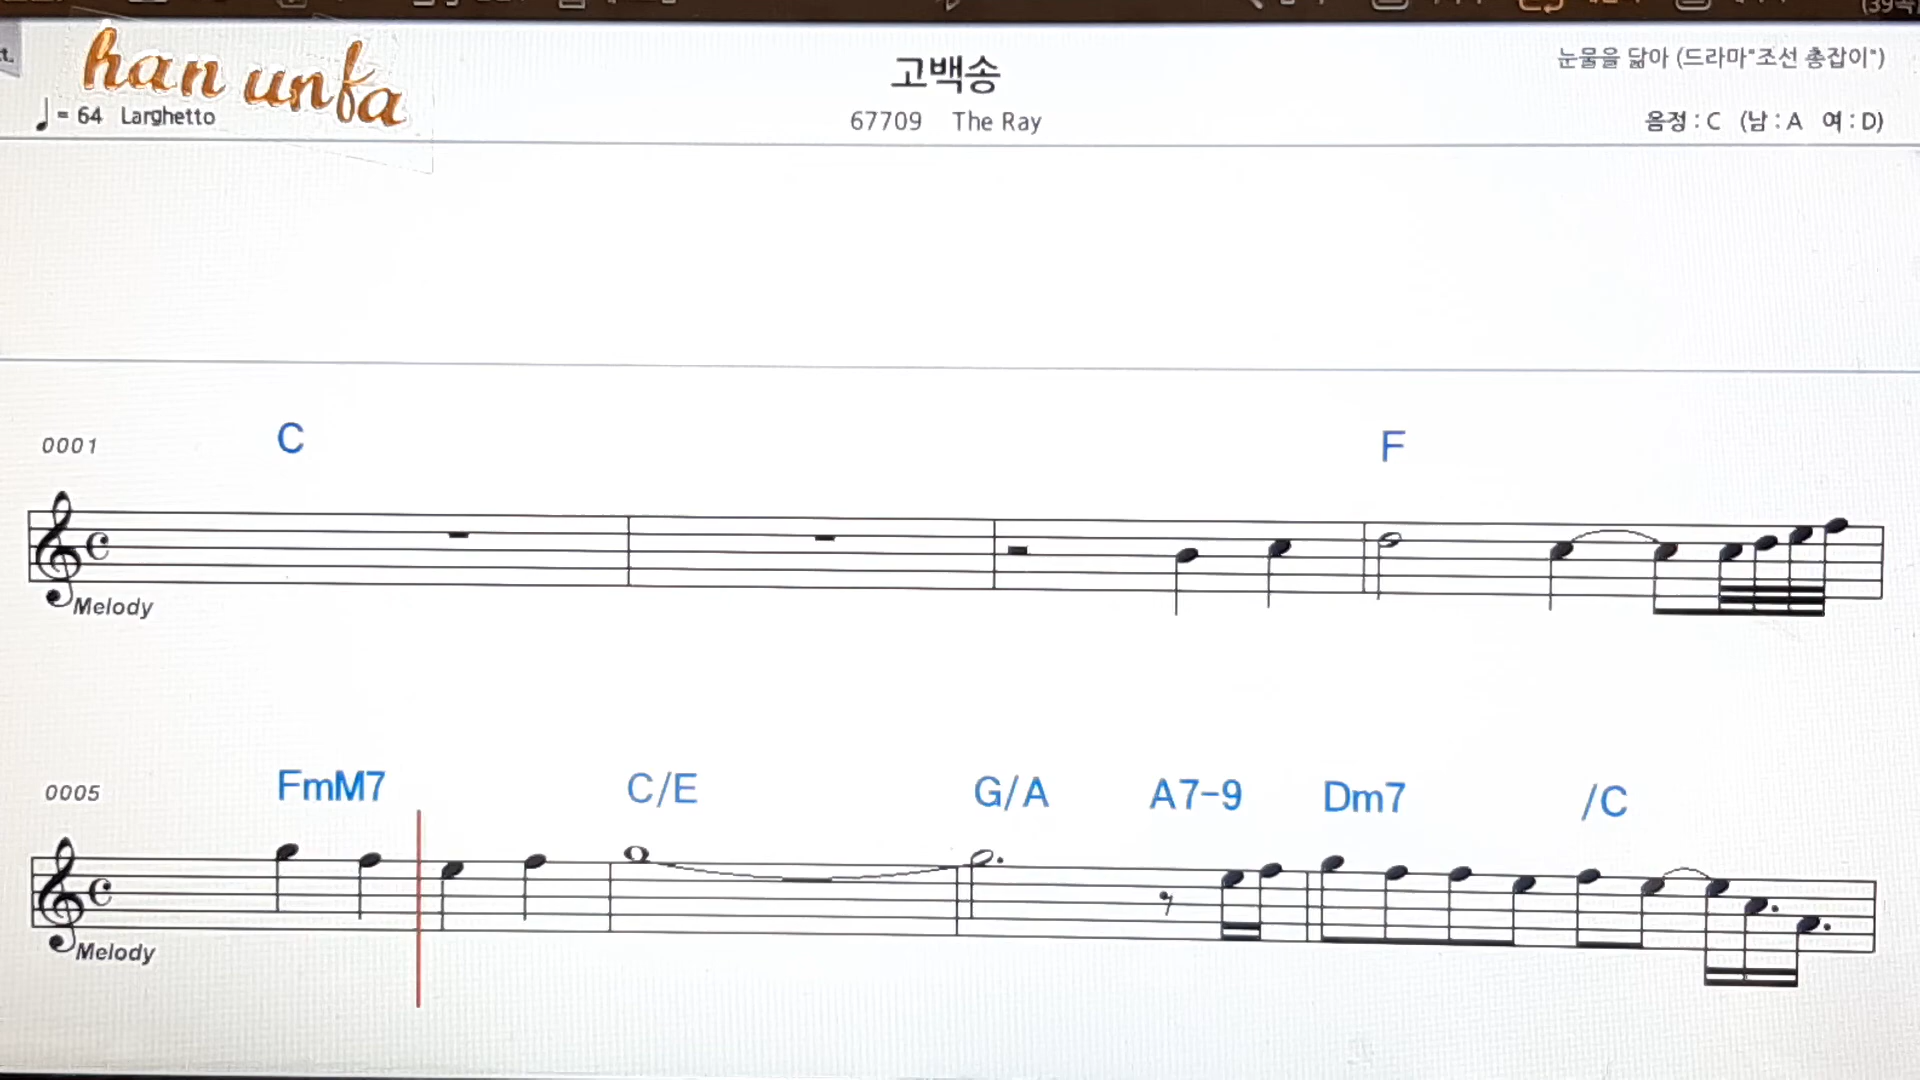 han unfa
♩ = 64 Larghetto
고백송
67709 The Ray
눈물을 닮아 (드라마"조선 총잡이")
음정 : C (남 : A 여 : D)
0001
C
F
Melody
0005
FmM7
C/E
G/A
A7-9
Dm7
/C
Melody